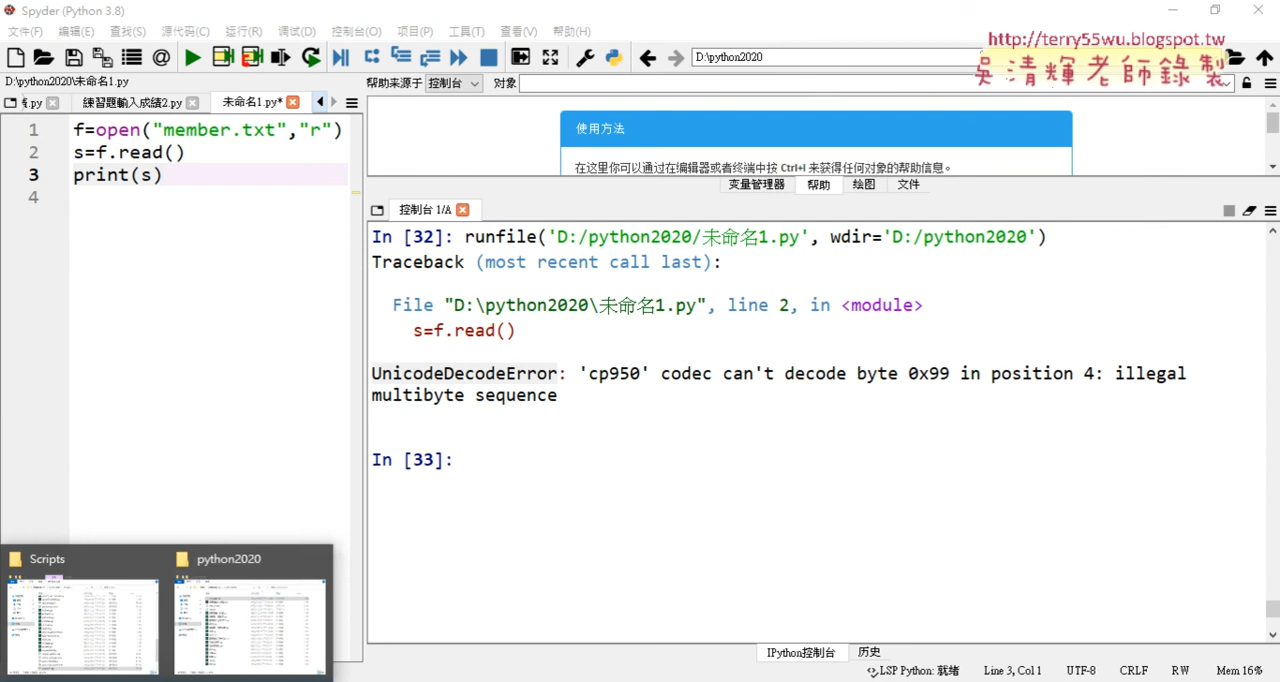 Spyder (Python 3.8)
文件(F) 编辑(E) 查找(S) 源代码(C) 运行(R) 调试(D) 控制台(O) 项目(P) 工具(T) 查看(V) 帮助(H)
http://terry55wu.blogspot.tw
吳清輝老師錄製
D:\python2020
D:\python2020\未命名1.py
帮助来源于 控制台 对象
.py 練習題輸入成績2.py 未命名1.py*
1 f=open("member.txt","r")
2 s=f.read()
3 print(s)
4
使用方法
在这里你可以通过在编辑器或者终端中按 Ctrl+I 来获得任何对象的帮助信息。
变量管理器 帮助 绘图 文件
控制台 1/A
In [32]: runfile('D:/python2020/未命名1.py', wdir='D:/python2020')
Traceback (most recent call last):
File "D:\python2020\未命名1.py", line 2, in <module>
s=f.read()
UnicodeDecodeError: 'cp950' codec can't decode byte 0x99 in position 4: illegal
multibyte sequence
In [33]:
Scripts python2020
IPython控制台 历史
LSP Python: 就绪 Line 3, Col 1 UTF-8 CRLF RW Mem 16%